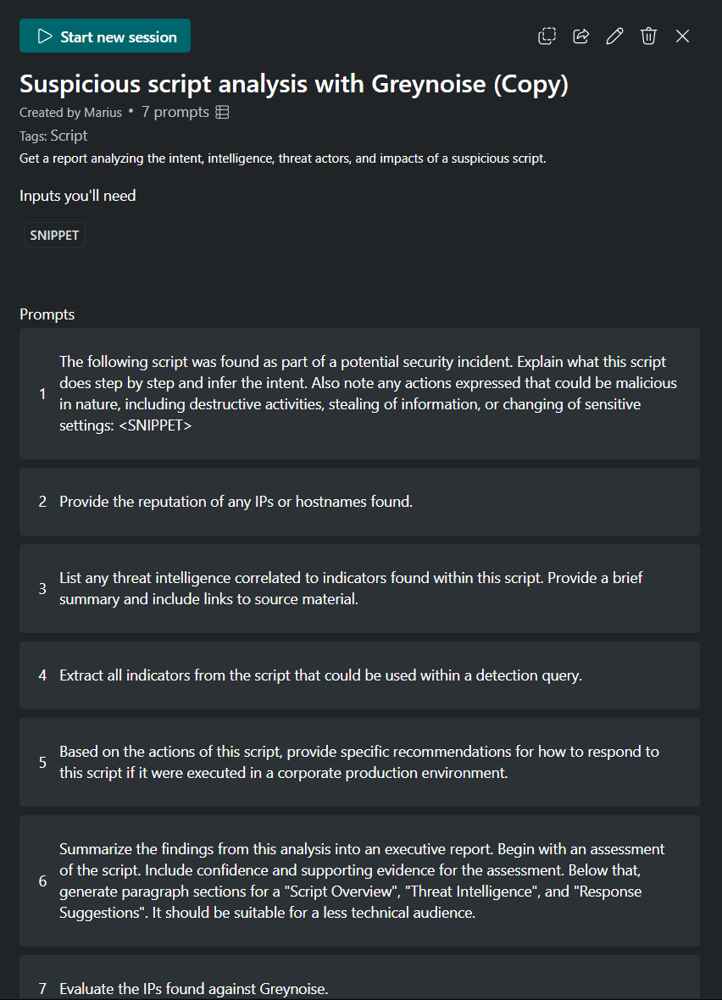 Start new session
Suspicious script analysis with Greynoise (Copy)
Created by Marius • 7 prompts
Tags: Script
Get a report analyzing the intent, intelligence, threat actors, and impacts of a suspicious script.
Inputs you'll need
SNIPPET
Prompts
1
The following script was found as part of a potential security incident. Explain what this script
does step by step and infer the intent. Also note any actions expressed that could be malicious
in nature, including destructive activities, stealing of information, or changing of sensitive
settings: <SNIPPET>
2 Provide the reputation of any IPs or hostnames found.
3
List any threat intelligence correlated to indicators found within this script. Provide a brief
summary and include links to source material.
4 Extract all indicators from the script that could be used within a detection query.
5
Based on the actions of this script, provide specific recommendations for how to respond to
this script if it were executed in a corporate production environment.
6
Summarize the findings from this analysis into an executive report. Begin with an assessment
of the script. Include confidence and supporting evidence for the assessment. Below that,
generate paragraph sections for a "Script Overview", "Threat Intelligence", and "Response
Suggestions". It should be suitable for a less technical audience.
7 Evaluate the IPs found against Greynoise.